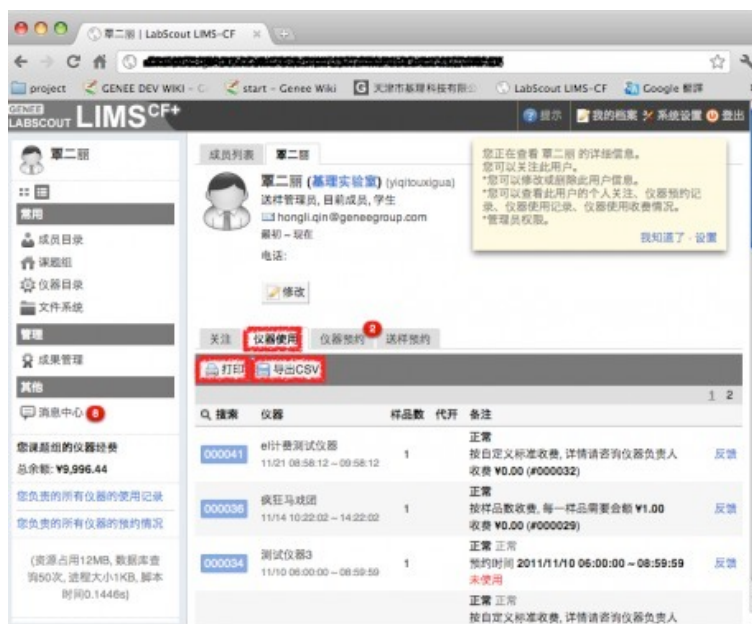 覃二丽 | LabScout LIMS-CF
project
GENEE DEV WIKI - G
start - Genee Wiki
天津市基理科技有限
LabScout LIMS-CF
Google 翻譯
GENEE
LABSCOUT LIMS CF+
提示
我的档案
系统设置
登出
覃二丽
常用
成员目录
课题组
仪器目录
文件系统
管理
成果管理
其他
消息中心
您课题组的仪器经费
总余额: ¥9,996.44
您负责的所有仪器的使用记录
您负责的所有仪器的预约情况
(资源占用12MB, 数据库查
询50次, 进程大小1KB, 脚本
时间0.1446s)
成员列表 覃二丽
覃二丽 (基理实验室) (yiqitouxigua)
送样管理员, 目前成员, 学生
hongli.qin@geneegroup.com
最初 ~ 现在
电话:
修改
您正在查看 覃二丽 的详细信息。
您可以关注此用户。
*您可以修改或删除此用户信息。
*您可以查看此用户的个人关注、仪器预约记
录、仪器使用记录、仪器使用收费情况。
*管理员权限。
我知道了 · 设置
关注 仪器使用 仪器预约 2 送样预约
打印 导出CSV
1 2
搜索 仪器 样品数 代开 备注
000041 el计费测试仪器 1 正常
11/21 08:58:12 ~ 09:58:12
按自定义标准收费, 详情请咨询仪器负责人 反馈
收费 ¥0.00 (#000032)
000036 疯狂马戏团 1 正常
11/14 10:22:02 ~ 14:22:02
按样品数收费, 每一样品需要金额 ¥1.00 反馈
收费 ¥0.00 (#000029)
000034 测试仪器3 1 正常 正常
11/10 06:00:00 ~ 08:59:59
预约时间 2011/11/10 06:00:00 ~ 08:59:59 反馈
未使用
正常 正常
按自定义标准收费, 详情请咨询仪器负责人